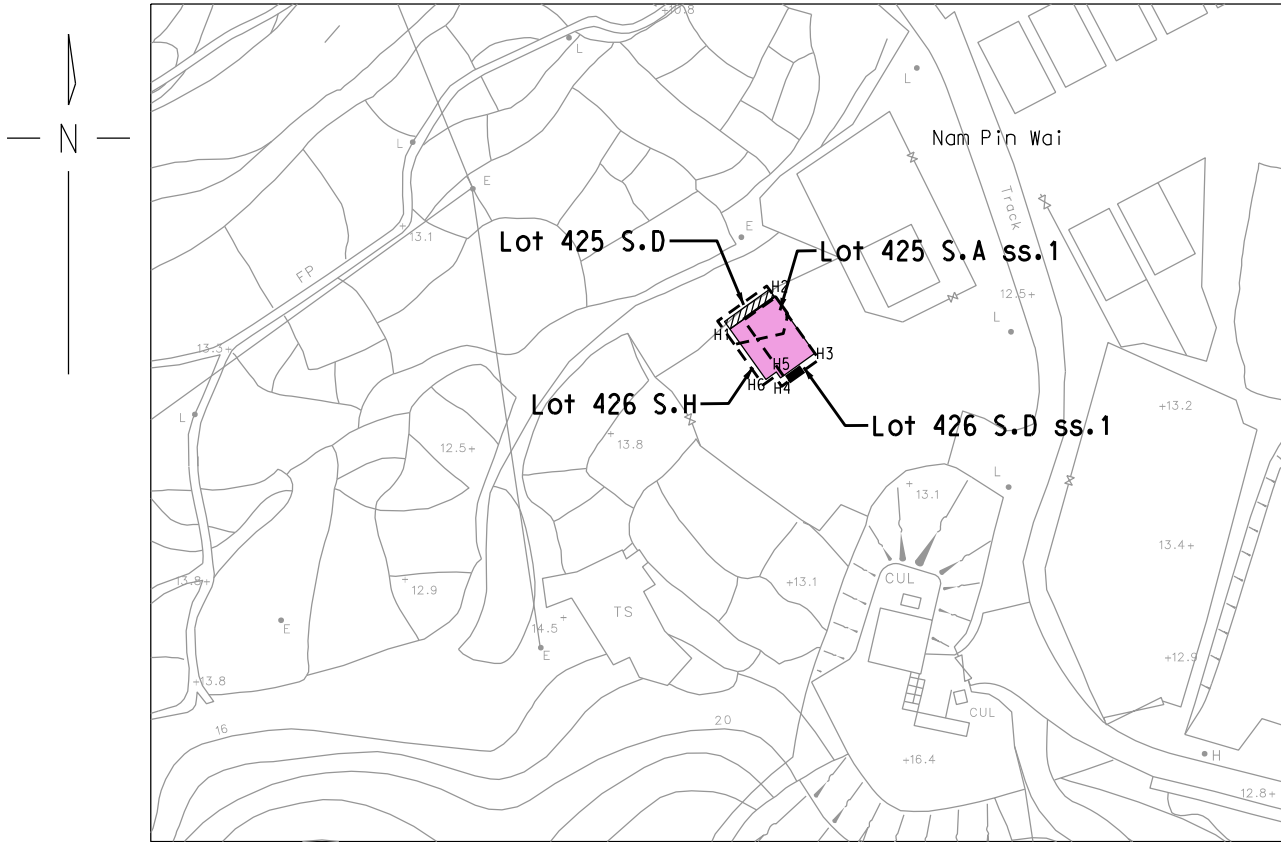 +10.8
L
L
N
L
Nam Pin Wai
E
Track
+
13.1
E
Lot 425 S.D
Lot 425 S.A ss.1
FP
H2
12.5+
L
H1
13.3+
H3
H5
H6
H4
Lot 426 S.H
+13.2
L
Lot 426 S.D ss.1
+
13.8
12.5+
L
+
13.1
13.4+
13.8+
+
12.9
+13.1
CUL
TS
E
14.5+
E
+12.9
+13.8
CUL
16
20
H
+16.4
12.8+